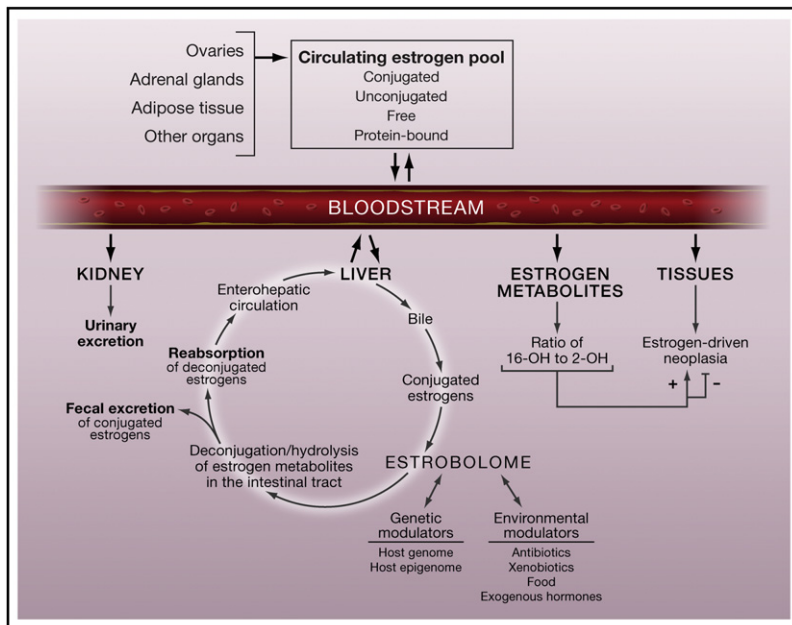 Ovaries
Adrenal glands
Adipose tissue
Other organs
Circulating estrogen pool
Conjugated
Unconjugated
Free
Protein-bound
BLOODSTREAM
KIDNEY
Urinary
excretion
LIVER
Enterohepatic
circulation
Bile
Reabsorption
of deconjugated
estrogens
Conjugated
estrogens
Fecal excretion
of conjugated
estrogens
Deconjugation/hydrolysis
of estrogen metabolites
in the intestinal tract
ESTROBOLOME
Genetic
modulators
Host genome
Host epigenome
Environmental
modulators
Antibiotics
Xenobiotics
Food
Exogenous hormones
ESTROGEN
METABOLITES
Ratio of
16-OH to 2-OH
TISSUES
Estrogen-driven
neoplasia
+ −